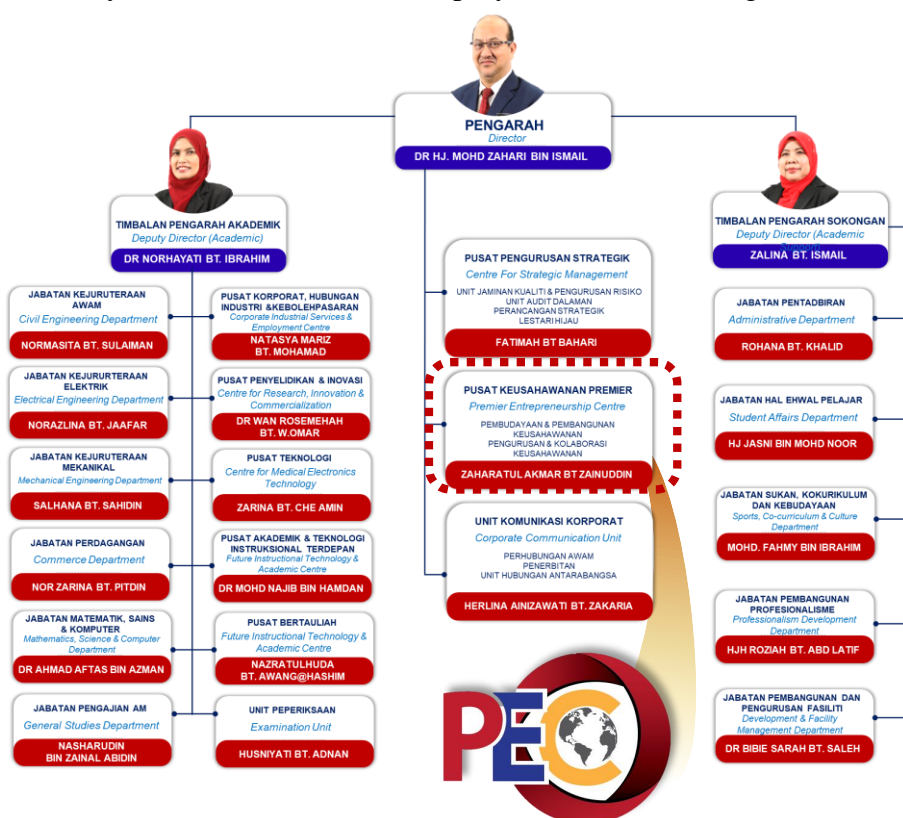 PENGARAH
Director
DR HJ. MOHD ZAHARI BIN ISMAIL
TIMBALAN PENGARAH AKADEMIK
Deputy Director (Academic)
DR NORHAYATI BT. IBRAHIM
JABATAN KEJURUTERAAN
AWAM
Civil Engineering Department
NORMASITA BT. SULAIMAN
JABATAN KEJURURTERAAN
ELEKTRIK
Electrical Engineering Department
NORAZLINA BT. JAAFAR
JABATAN KEJURUTERAAN
MEKANIKAL
Mechanical Engineering Department
SALHANA BT. SAHIDIN
JABATAN PERDAGANGAN
Commerce Department
NOR ZARINA BT. PITDIN
JABATAN MATEMATIK, SAINS
& KOMPUTER
Mathematics, Science & Computer
Department
DR AHMAD AFTAS BIN AZMAN
JABATAN PENGAJIAN AM
General Studies Department
NASHARUDIN
BIN ZAINAL ABIDIN
PUSAT KORPORAT, HUBUNGAN
INDUSTRI &KEBOLEHPASARAN
Corporate Industrial Services &
Employment Centre
NATASYA MARIZ
BT. MOHAMAD
PUSAT PENYELIDIKAN & INOVASI
Centre for Research, Innovation &
Commercialization
DR WAN ROSEMEHAH
BT. W.OMAR
PUSAT TEKNOLOGI
Centre for Medical Electronics
Technology
ZARINA BT. CHE AMIN
PUSAT AKADEMIK & TEKNOLOGI
INSTRUKSIONAL TERDEPAN
Future Instructional Technology &
Academic Centre
DR MOHD NAJIB BIN HAMDAN
PUSAT BERTAULIAH
Future Instructional Technology &
Academic Centre
NAZRATULHUDA
BT. AWANG@HASHIM
UNIT PEPERIKSAAN
Examination Unit
HUSNIYATI BT. ADNAN
PUSAT PENGURUSAN STRATEGIK
Centre For Strategic Management
UNIT JAMINAN KUALITI & PENGURUSAN RISIKO
UNIT AUDIT DALAMAN
PERANCANGAN STRATEGIK
LESTARI HIJAU
FATIMAH BT BAHARI
PUSAT KEUSAHAWANAN PREMIER
Premier Entrepreneurship Centre
PEMBUDAYAAN & PEMBANGUNAN
KEUSAHAWANAN
PENGURUSAN & KOLABORASI
KEUSAHAWANAN
ZAHARATUL AKMAR BT ZAINUDDIN
UNIT KOMUNIKASI KORPORAT
Corporate Communication Unit
PERHUBUNGAN AWAM
PENERBITAN
UNIT HUBUNGAN ANTARABANGSA
HERLINA AINIZAWATI BT. ZAKARIA
PEC
TIMBALAN PENGARAH SOKONGAN
Deputy Director (Academic
ZALINA BT. ISMAIL
JABATAN PENTADBIRAN
Administrative Department
ROHANA BT. KHALID
JABATAN HAL EHWAL PELAJAR
Student Affairs Department
HJ JASNI BIN MOHD NOOR
JABATAN SUKAN, KOKURIKULUM
DAN KEBUDAYAAN
Sports, Co-curriculum & Culture
Department
MOHD. FAHMY BIN IBRAHIM
JABATAN PEMBANGUNAN
PROFESIONALISME
Professionalism Development
Department
HJH ROZIAH BT. ABD LATIF
JABATAN PEMBANGUNAN DAN
PENGURUSAN FASILITI
Development & Facility
Management Department
DR BIBIE SARAH BT. SALEH